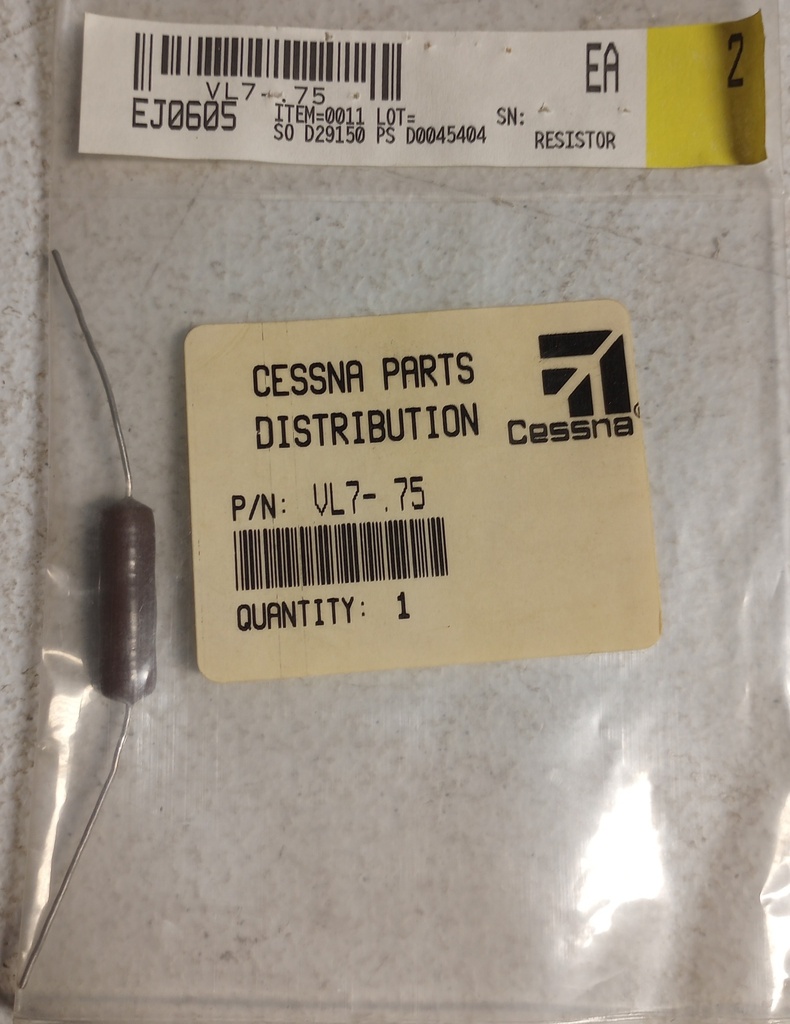 VL7-.75
EA
2
EJ0605
ITEM=0011 LOT=
SN:
SO D29150 PS D0045404
RESISTOR
CESSNA PARTS
DISTRIBUTION
Cessna®
P/N: VL7-.75
QUANTITY: 1